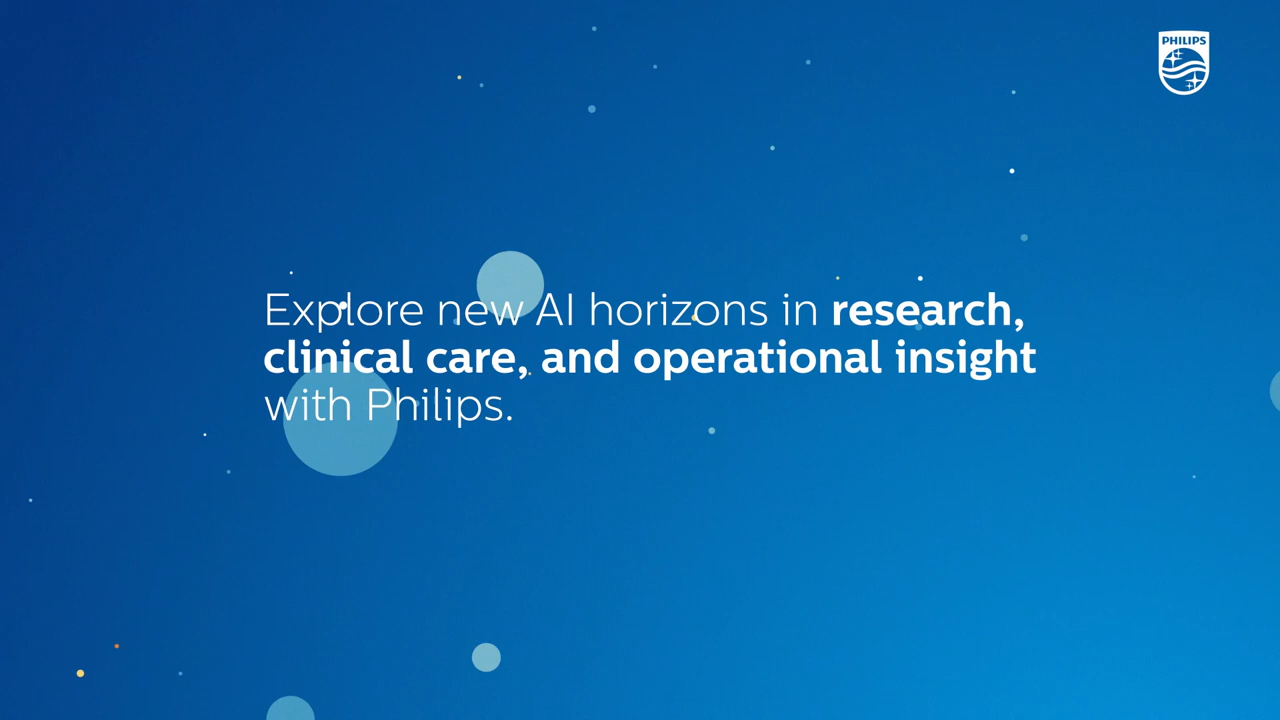 PHILIPS
Explore new AI horizons in research,
clinical care, and operational insight
with Philips.